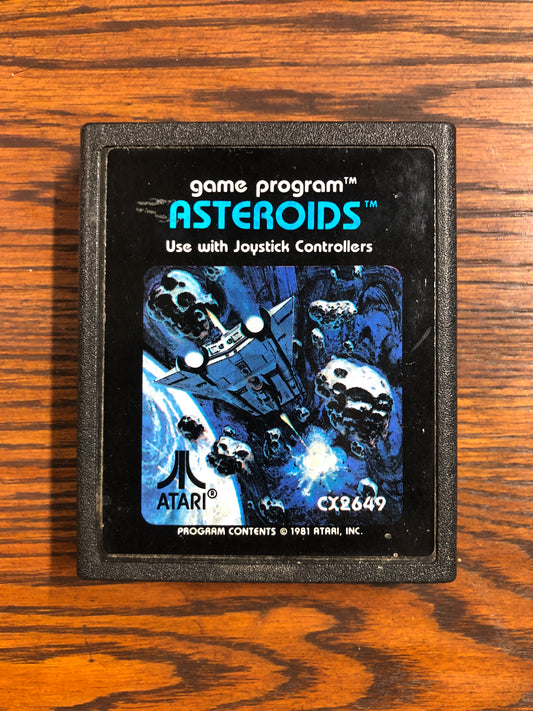 game program™
ASTEROIDS™
Use with Joystick Controllers
ATARI®
CX2649
PROGRAM CONTENTS © 1981 ATARI, INC.